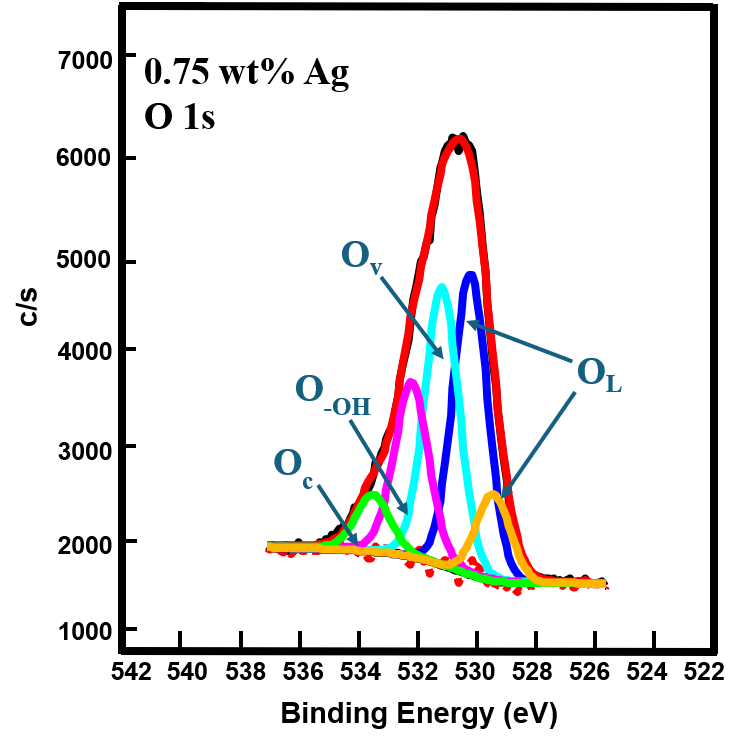 0.75 wt% Ag
O 1s
7000
6000
5000
4000
3000
2000
1000
c/s
Ov
O-OH
Oc
OL
542 540 538 536 534 532 530 528 526 524 522
Binding Energy (eV)